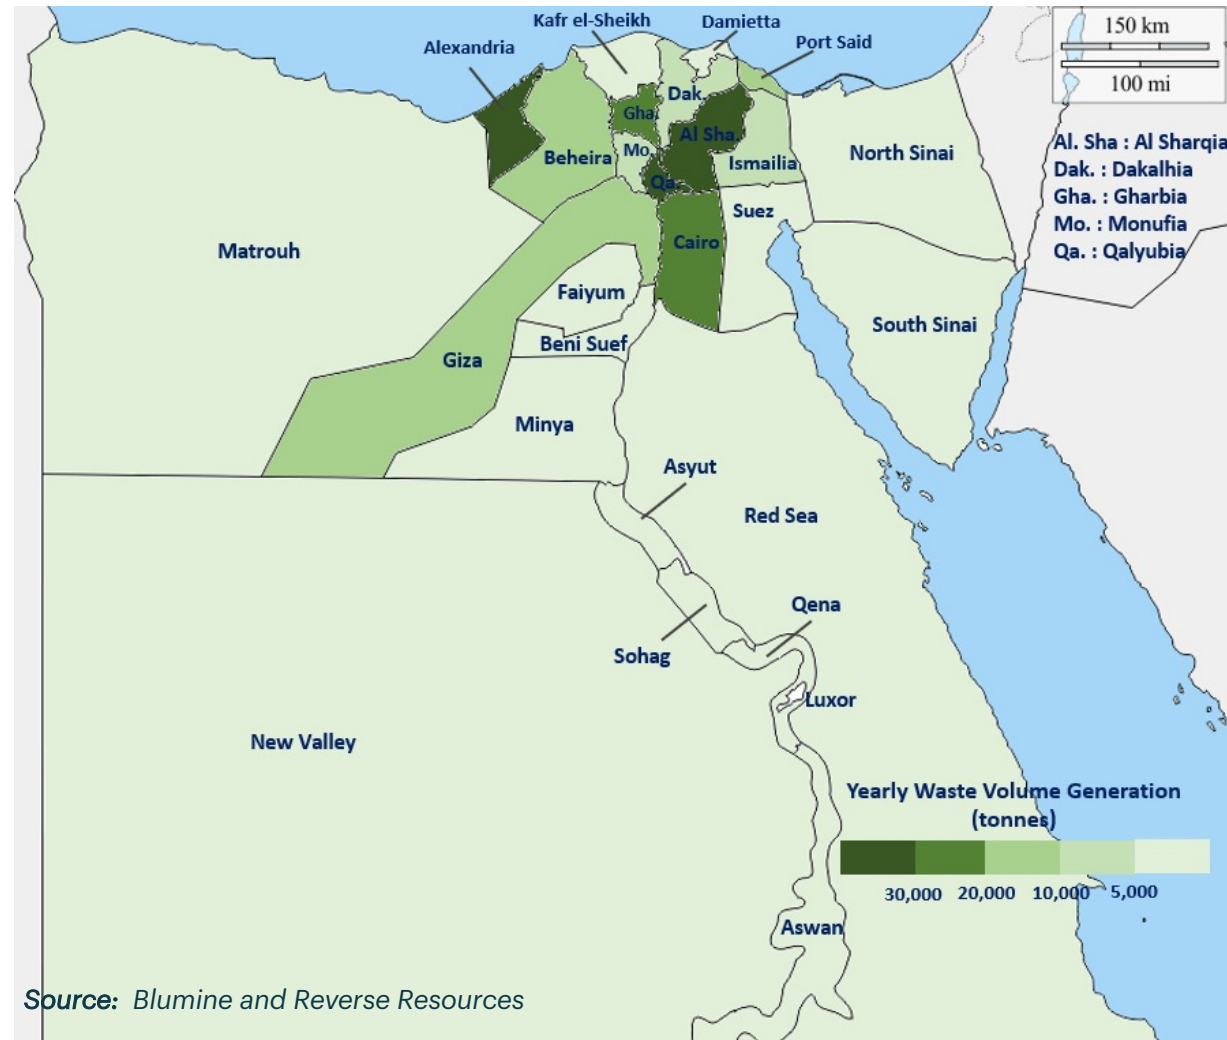 Kafr el-Sheikh
Damietta
Alexandria
Port Said
150 km
100 mi
Dak.
Gha.
Al Sha.
Mo.
Beheira
Ismailia
North Sinai
Qa.
Al. Sha : Al Sharqia
Dak. : Dakalhia
Gha. : Gharbia
Mo. : Monufia
Qa. : Qalyubia
Suez
Matrouh
Cairo
Faiyum
South Sinai
Beni Suef
Giza
Minya
Asyut
Red Sea
Qena
Sohag
Luxor
New Valley
Yearly Waste Volume Generation
(tonnes)
30,000 20,000 10,000 5,000
Aswan
Source: Blumine and Reverse Resources